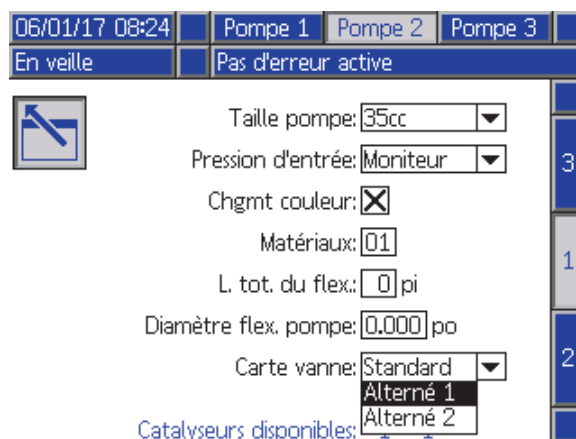 06/01/17 08:24 Pompe 1 Pompe 2 Pompe 3
En veille Pas d'erreur active
Taille pompe: 35cc
Pression d'entrée: Moniteur
3
Chgmt couleur:
Matériaux: 01
1
L. tot. du flex.: 0 pi
Diamètre flex. pompe: 0.000 po
Carte vanne: Standard
2
Alterné 1
Alterné 2
Catalyseurs disponibles: